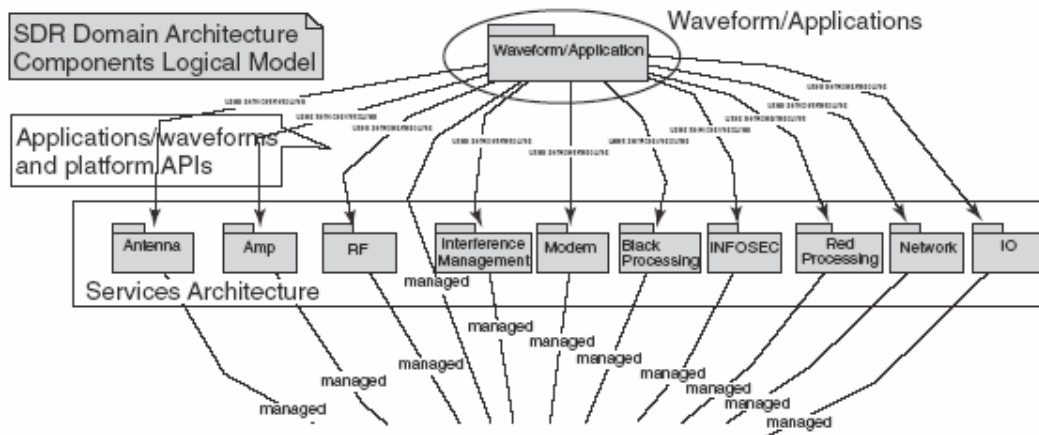 SDR Domain Architecture
Components Logical Model
Waveform/Applications
Waveform/Application
Applications/waveforms
and platform APIs
Antenna
Amp
RF
Interference
Management
Modem
Black
Processing
INFOSEC
Red
Processing
Network
IO
Services Architecture
managed
managed
managed
managed
managed
managed
managed
managed
managed
managed
managed